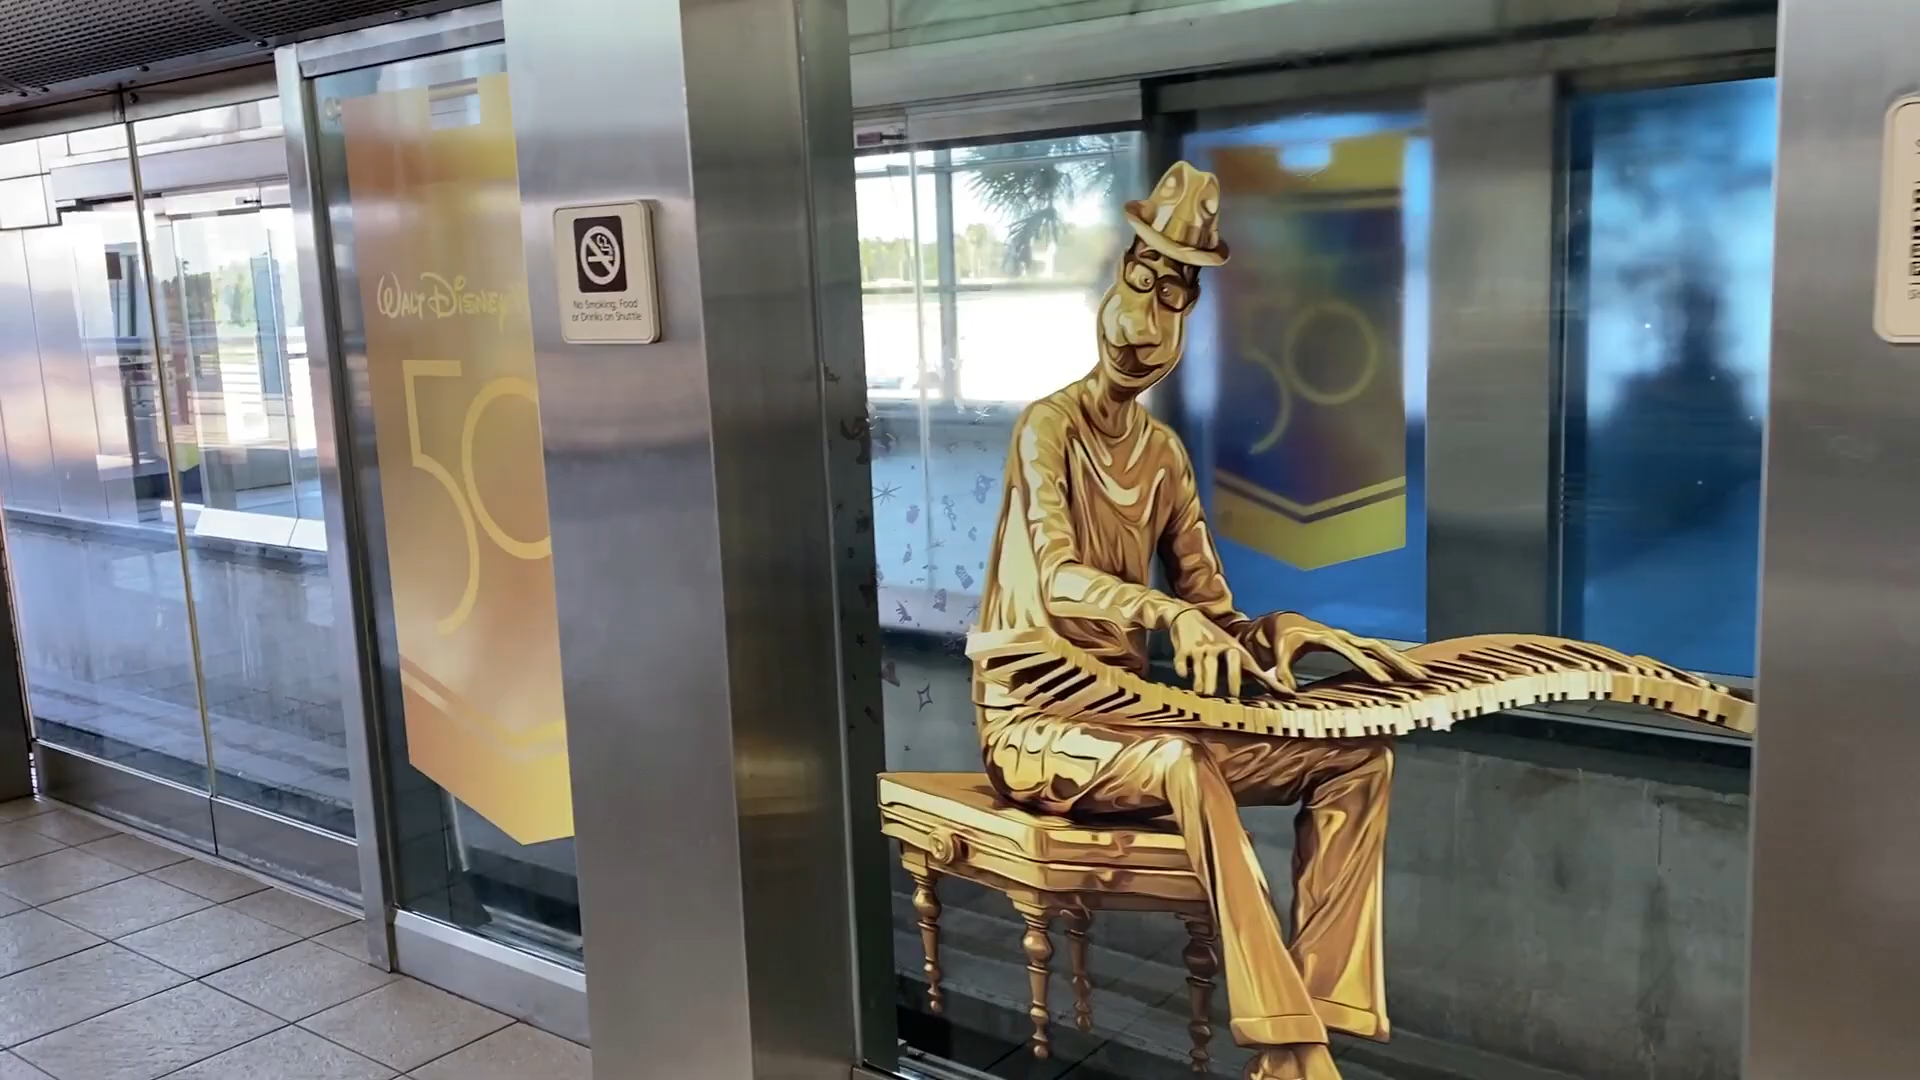 WALT DISNEY
50
No Smoking, Food
or Drinks on Shuttle
50